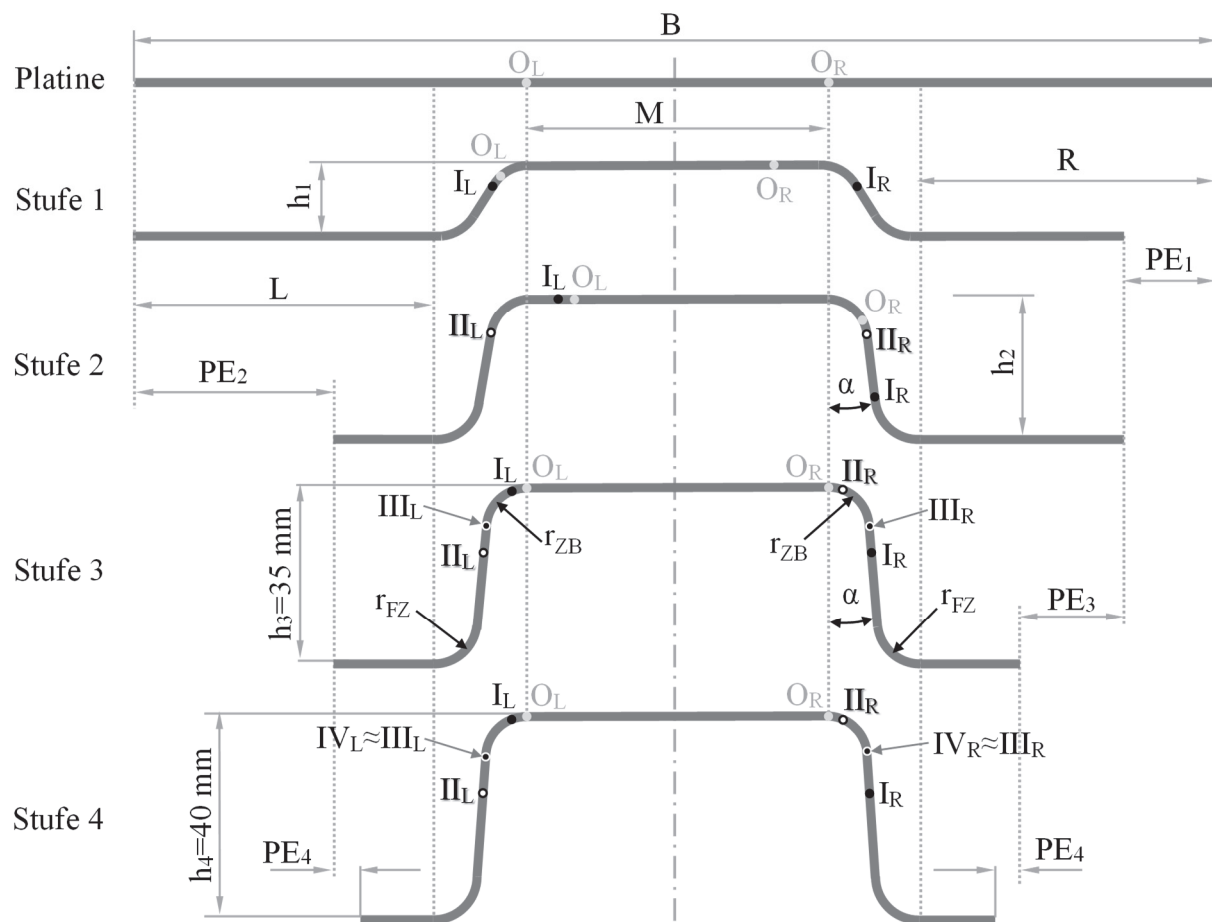 B
Platine
O_L
O_R
M
O_L
R
I_L
I_R
Stufe 1
h₁
O_R
PE₁
L
I_L
O_L
O_R
II_L
II_R
Stufe 2
h₂
PE₂
α
I_R
I_L
O_L
O_R
II_R
III_L
III_R
r_ZB
r_ZB
II_L
I_R
Stufe 3
h₃=35 mm
r_FZ
α
r_FZ
PE₃
I_L
O_L
O_R
II_R
IV_L≈III_L
IV_R≈III_R
II_L
I_R
Stufe 4
h₄=40 mm
PE₄
PE₄